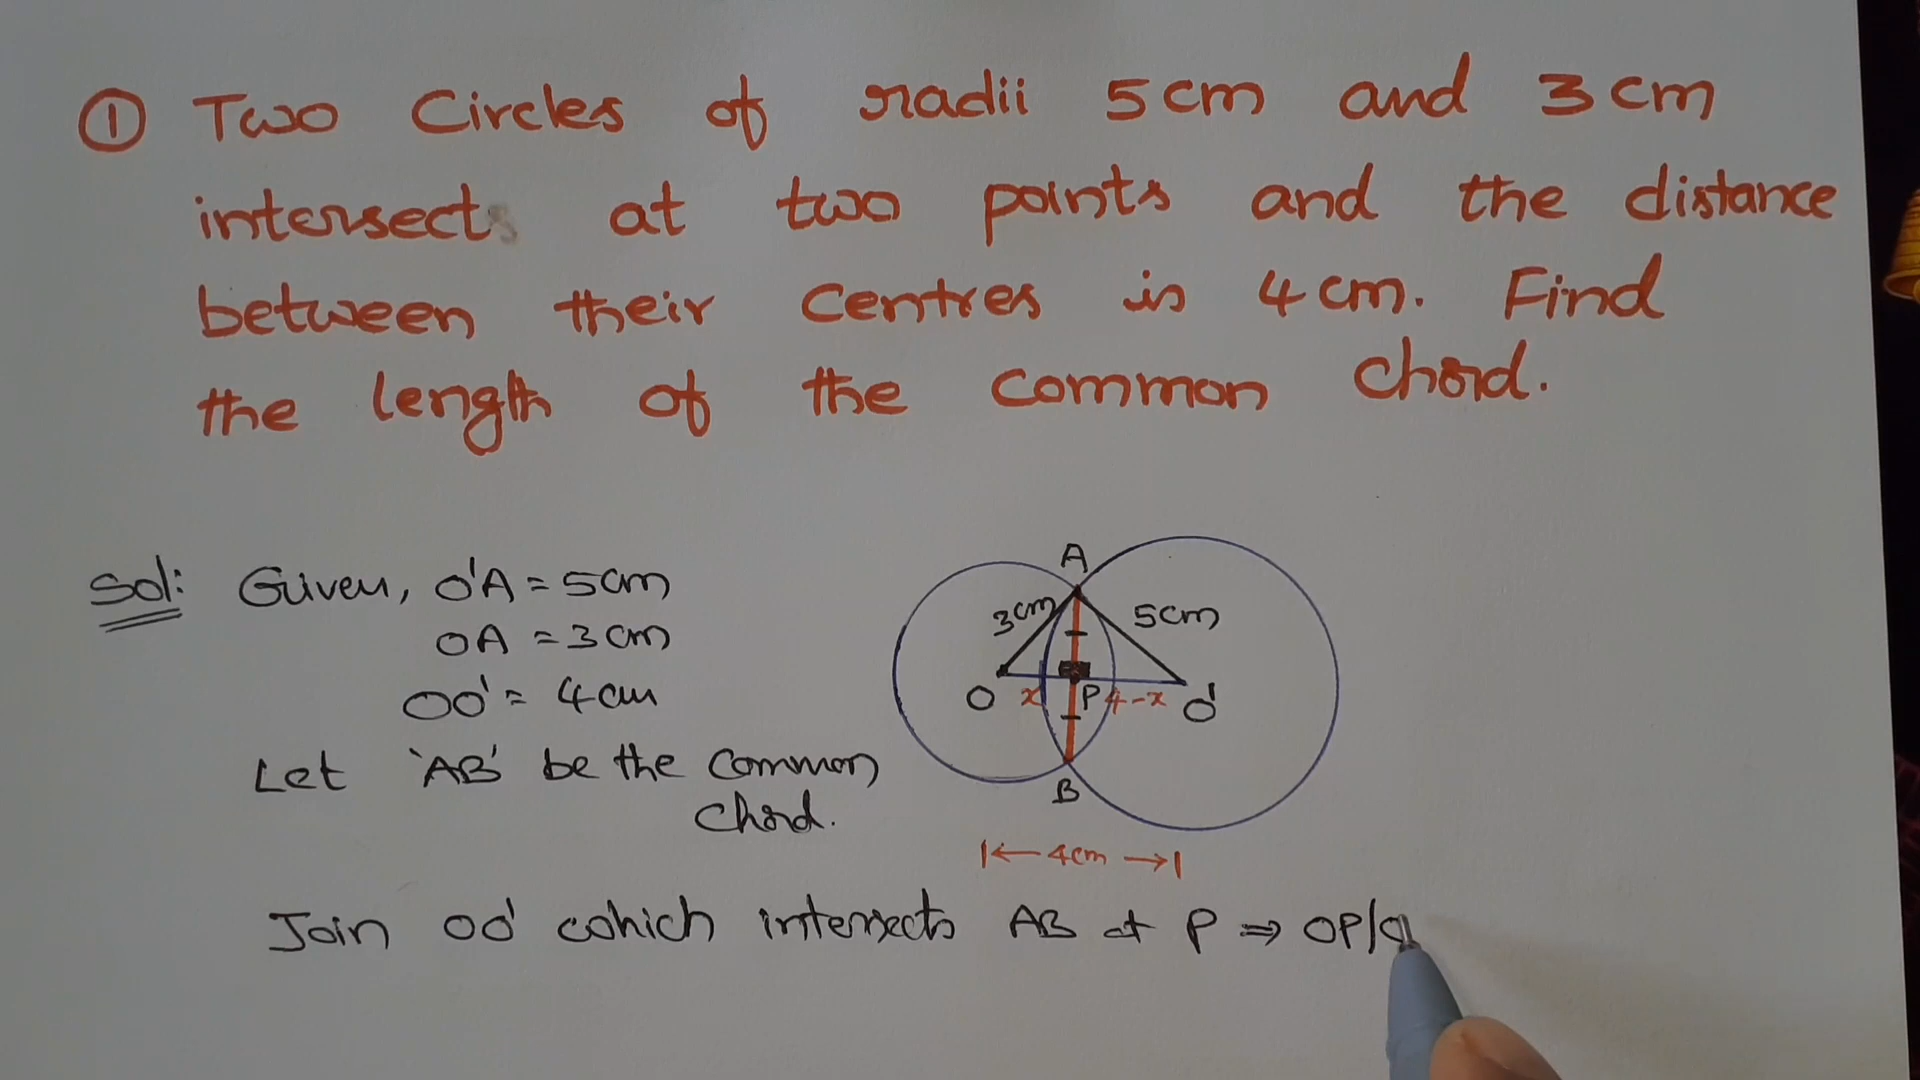 ① Two Circles of radii 5cm and 3cm
intersects at two points and the distance
between their centres is 4cm. Find
the length of the common chord.
Sol: Given, O'A = 5cm
OA = 3cm
OO' = 4cm
Let 'AB' be the common
chord.
Join OO' which intersects AB at P ⇒ OP/O
A
3cm 5cm
O x P 4-x O'
B
|← 4cm →|